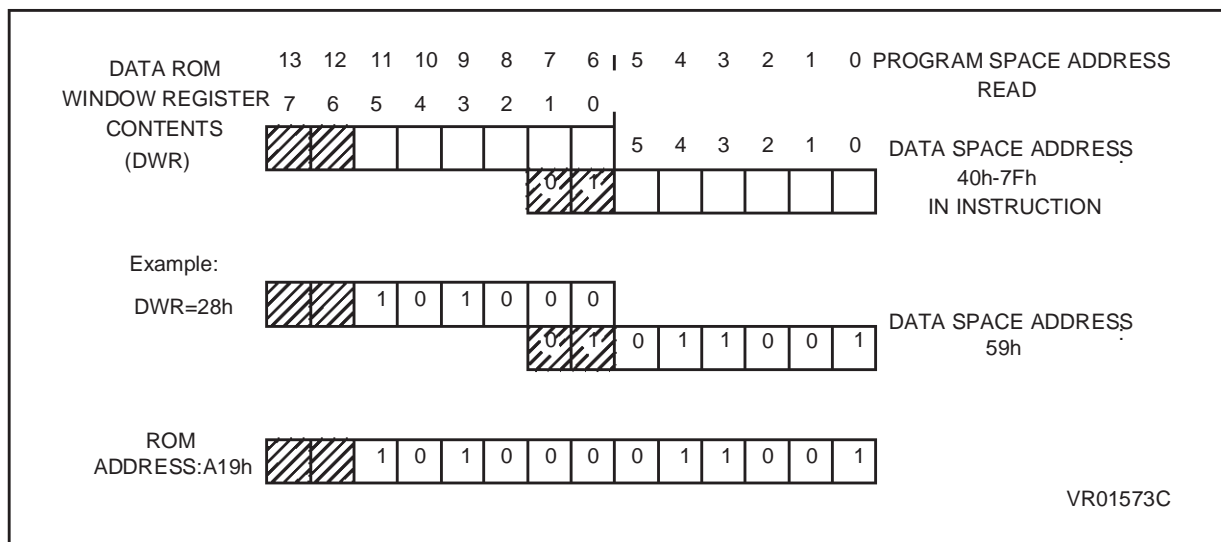 13 12 11 10 9 8 7 6 5 4 3 2 1 0 PROGRAM SPACE ADDRESS
READ
DATA ROM
WINDOW REGISTER 7 6 5 4 3 2 1 0
CONTENTS
(DWR)
5 4 3 2 1 0 DATA SPACE ADDRESS
:
0 1 40h-7Fh
IN INSTRUCTION
Example:
DWR=28h 1 0 1 0 0 0
0 1 0 1 1 0 0 1 DATA SPACE ADDRESS
:
59h
ROM
ADDRESS:A19h 1 0 1 0 0 0 0 1 1 0 0 1
VR01573C